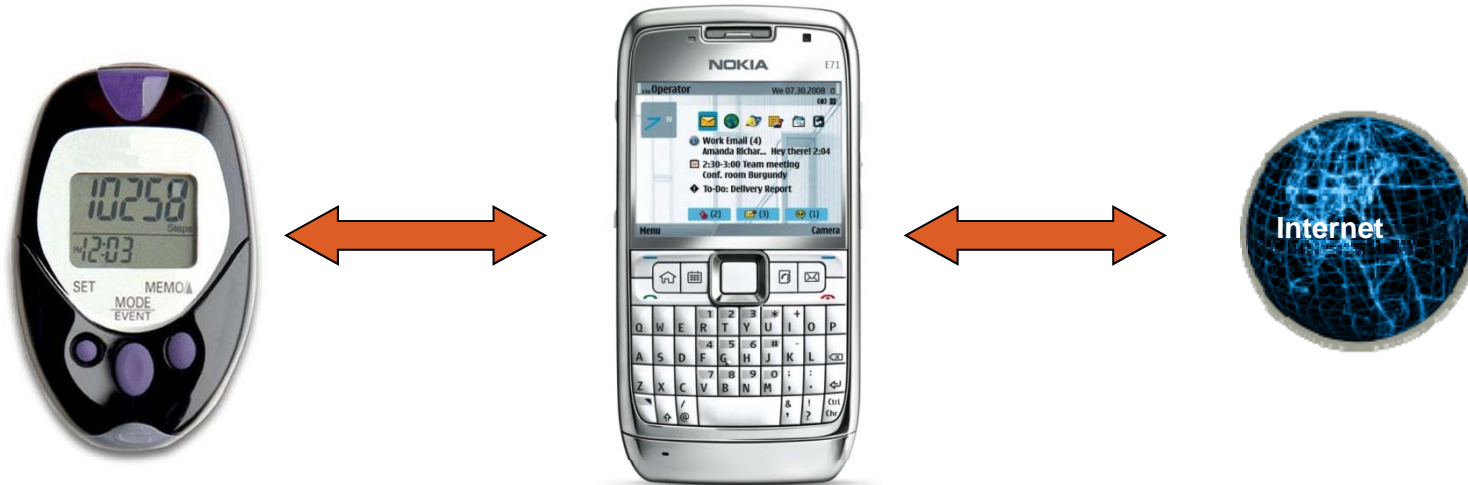 10258
Steps
PM 12-03
SET MEMO/▲
MODE
EVENT
NOKIA E71
Operator We 07.30.2008
Work Email (4)
Amanda Richar... Hey there! 2:04
2:30-3:00 Team meeting
Conf. room Burgundy
To-Do: Delivery Report
(2) (3) (1)
Menu Camera
1 2 3 * +
Q W E R T Y U I O P
4 5 6 # -
A S D F G H J K L
7 8 9 0 ; :
Z X C V B N M , .
/ & ! Ctrl
@ ' ? Chr
Internet